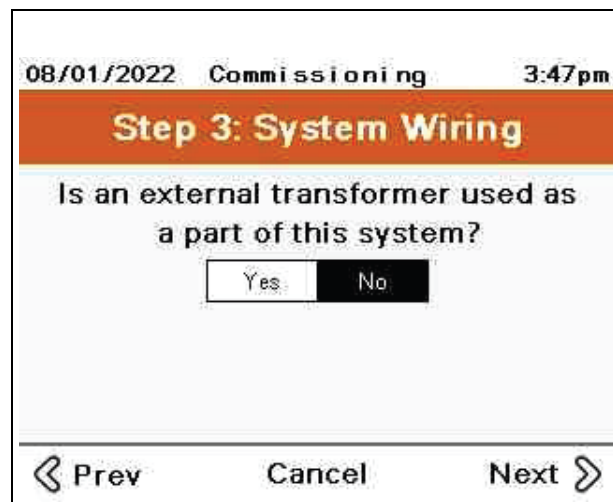 08/01/2022 Commissioning 3:47pm
Step 3: System Wiring
Is an external transformer used as
a part of this system?
Yes No
Prev Cancel Next